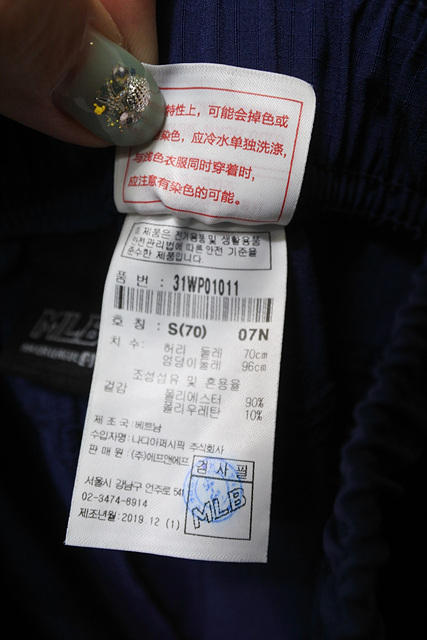 特性上，可能会掉色或
染色，应冷水单独洗涤，
与浅色衣服同时穿着时，
应注意有染色的可能。
본 제품은 전기용품 및 생활용품
안전관리법에 따른 안전 기준을
준수한 제품입니다.
품 번 : 31WP01011
호칭 : S(70) 07N
치 수: 허리 둘레 70cm
엉덩이둘레 96cm
조성섬유 및 혼용율
겉감 폴리에스터 90%
폴리우레탄 10%
제 조 국: 베트남
수입자명: 나디아퍼시픽 주식회사
판 매 원 : (주)에프앤에프
서울시 강남구 언주로 541
02-3474-8914
제조년월: 2019 12 (1)
검 사 필
MLB
MLB